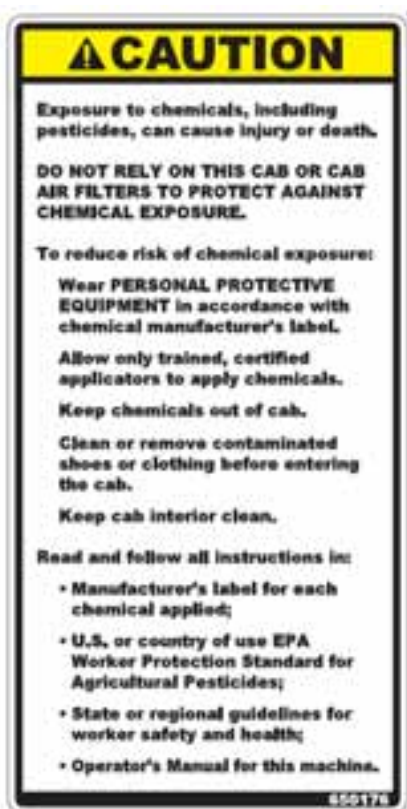 CAUTION
Exposure to chemicals, including
pesticides, can cause injury or death.
DO NOT RELY ON THIS CAB OR CAB
AIR FILTERS TO PROTECT AGAINST
CHEMICAL EXPOSURE.
To reduce risk of chemical exposure:
Wear PERSONAL PROTECTIVE
EQUIPMENT in accordance with
chemical manufacturer's label.
Allow only trained, certified
applicators to apply chemicals.
Keep chemicals out of cab.
Clean or remove contaminated
shoes or clothing before entering
the cab.
Keep cab interior clean.
Read and follow all instructions in:
• Manufacturer's label for each
chemical applied;
• U.S. or country of use EPA
Worker Protection Standard for
Agricultural Pesticides;
• State or regional guidelines for
worker safety and health;
• Operator's Manual for this machine.
650176